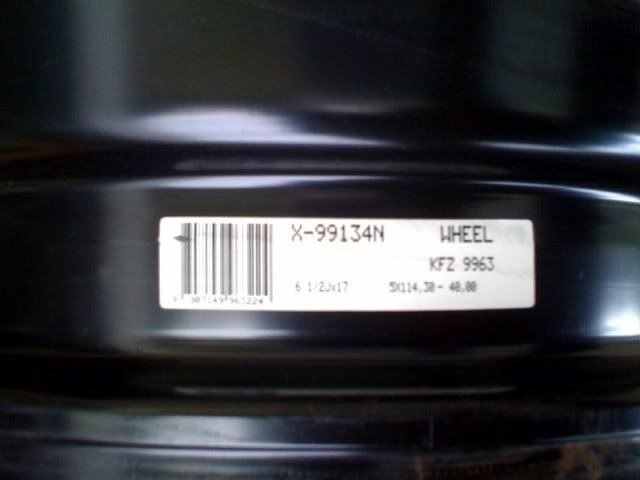 X-99134N WHEEL
KFZ 9963
6 1/2Jx17 5X114,30- 40,00